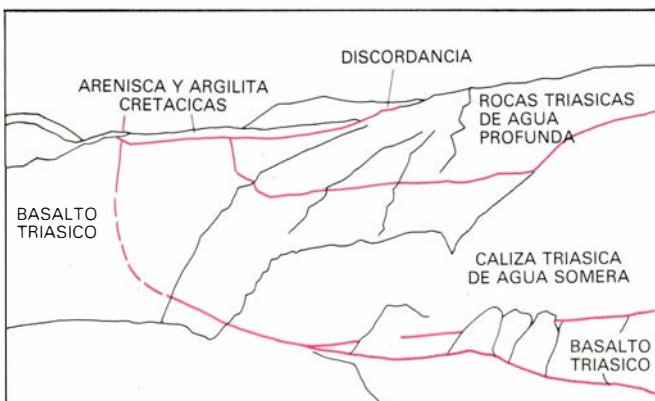 DISCORDANCIA
ARENISCA Y ARGILITA
CRETACICAS
ROCAS TRIASICAS
DE AGUA
PROFUNDA
BASALTO
TRIASICO
CALIZA TRIASICA
DE AGUA SOMERA
BASALTO
TRIASICO